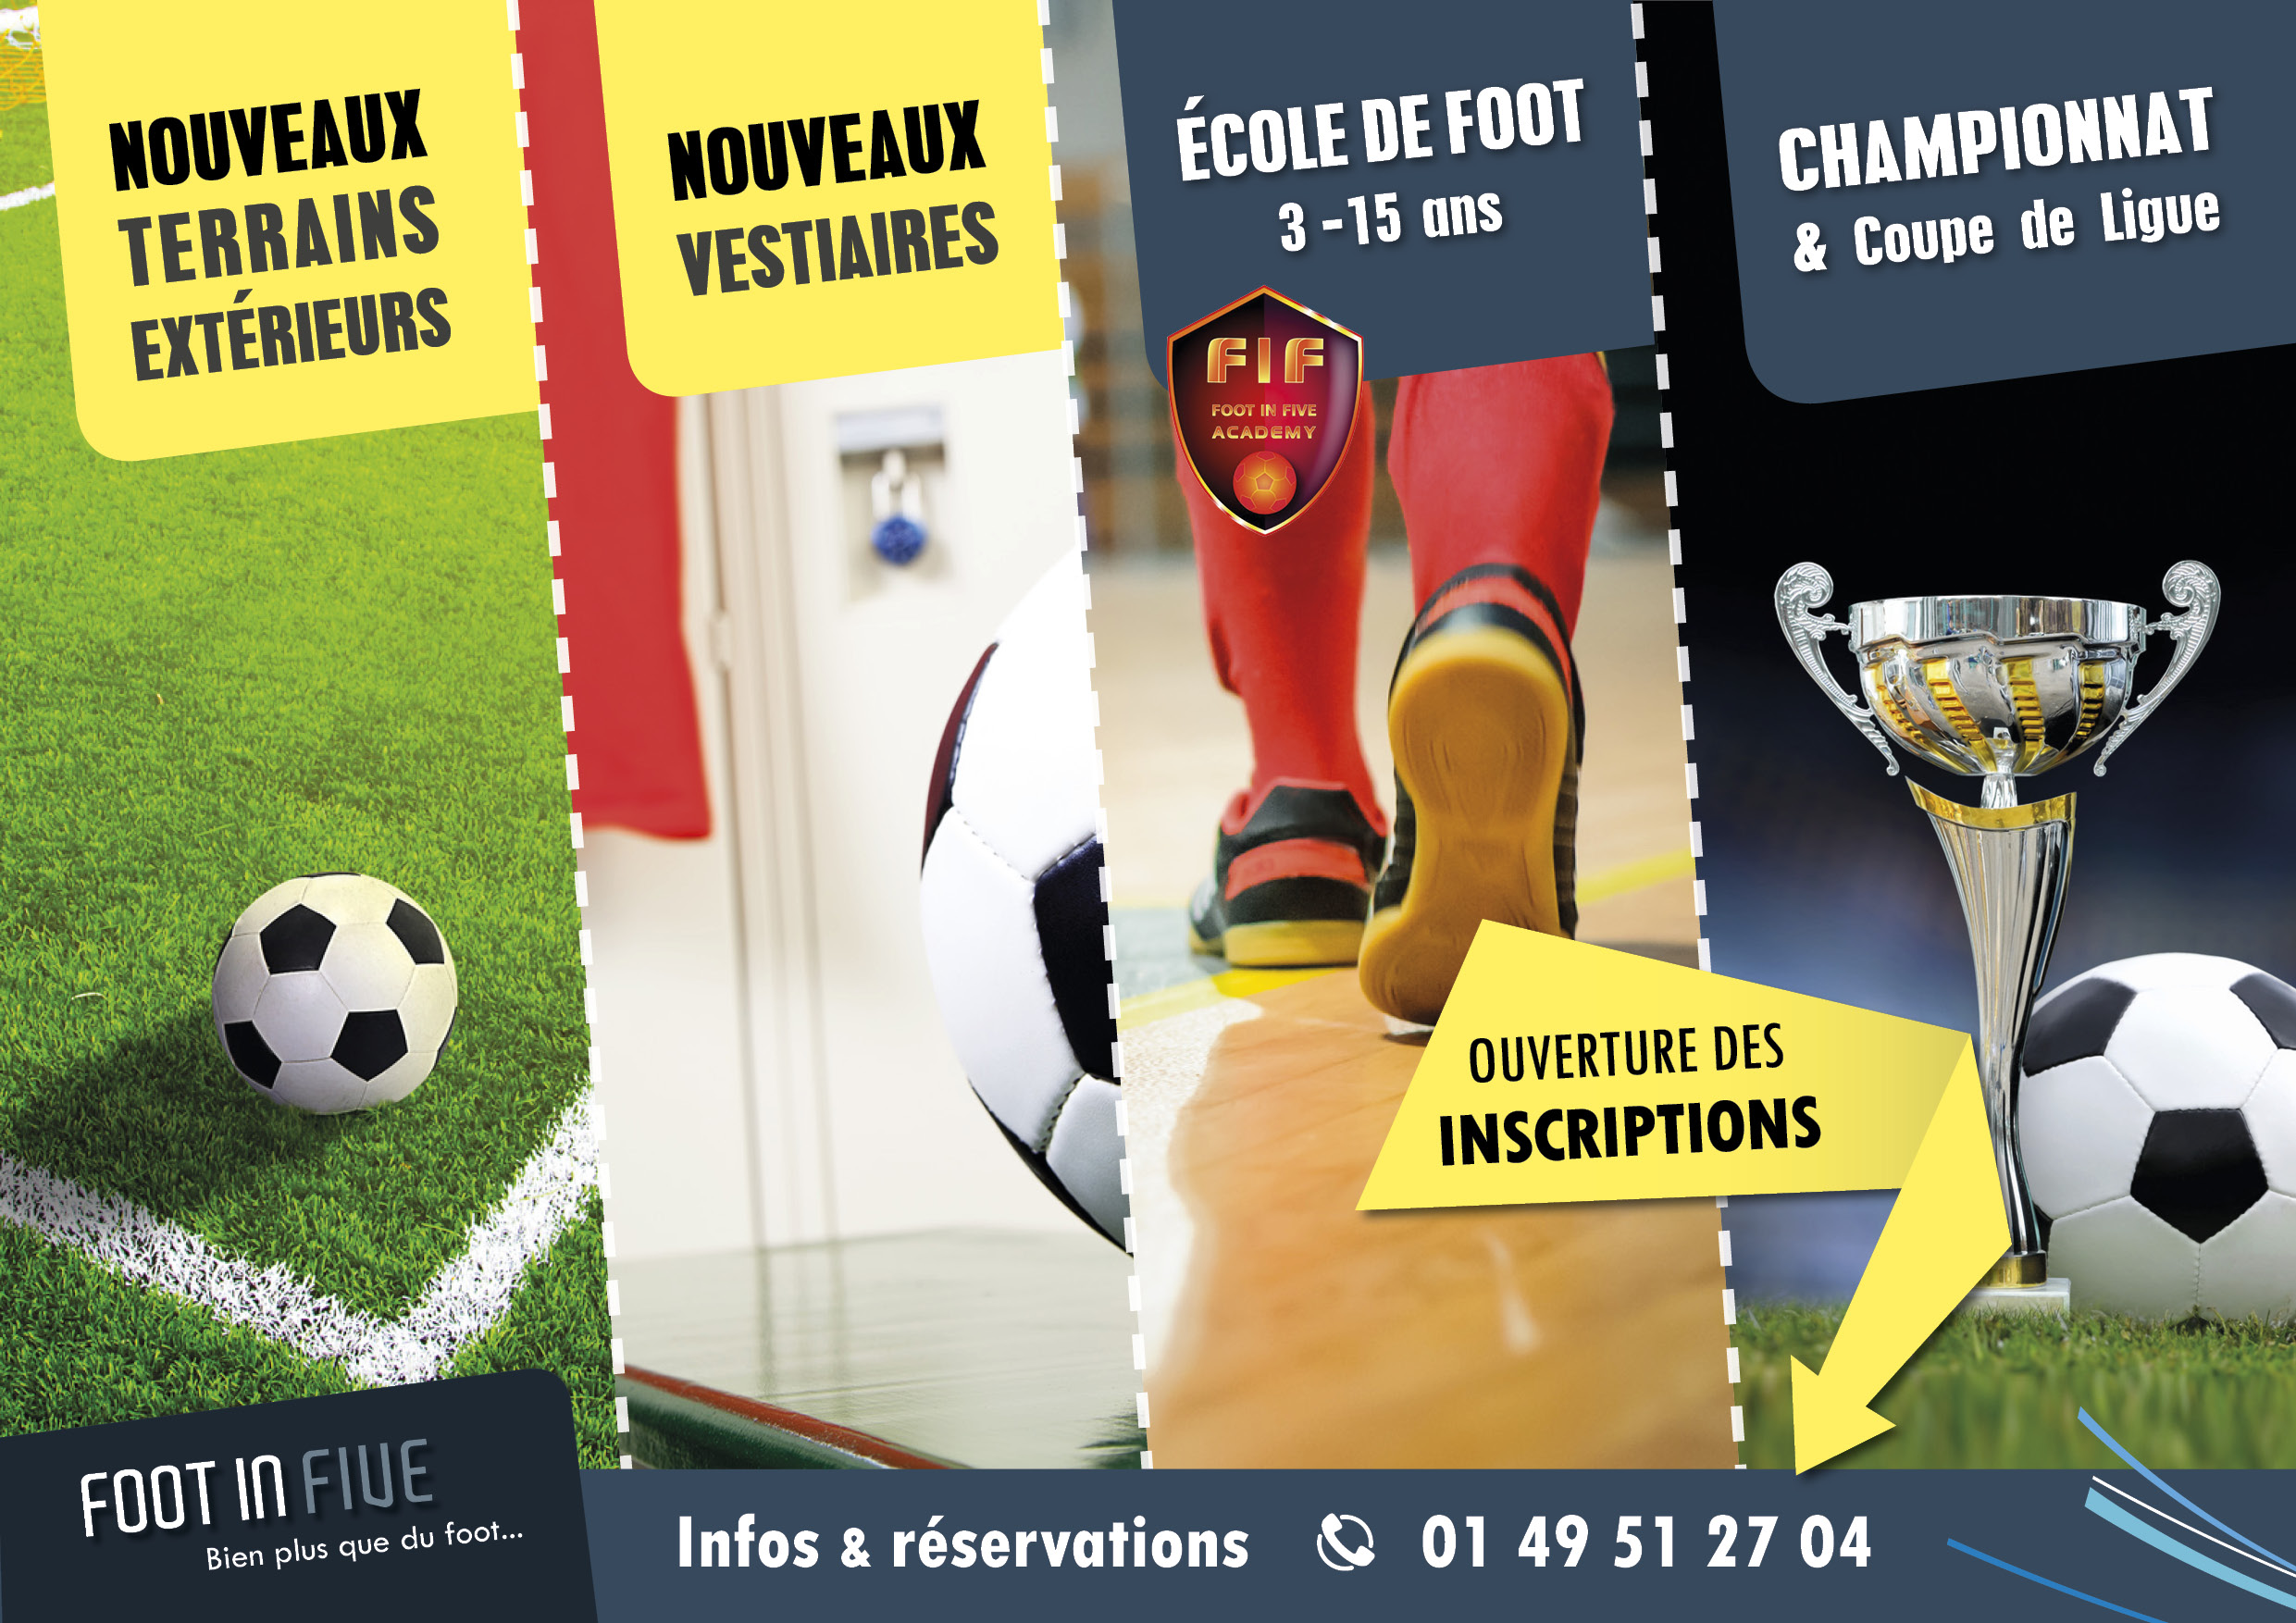 NOUVEAUX
TERRAINS
EXTÉRIEURS
NOUVEAUX
VESTIAIRES
ÉCOLE DE FOOT
3 -15 ans
FIF
FOOT IN FIVE
ACADEMY
CHAMPIONNAT
& Coupe de Ligue
OUVERTURE DES
INSCRIPTIONS
FOOT IN FIVE
Bien plus que du foot...
Infos & réservations 01 49 51 27 04